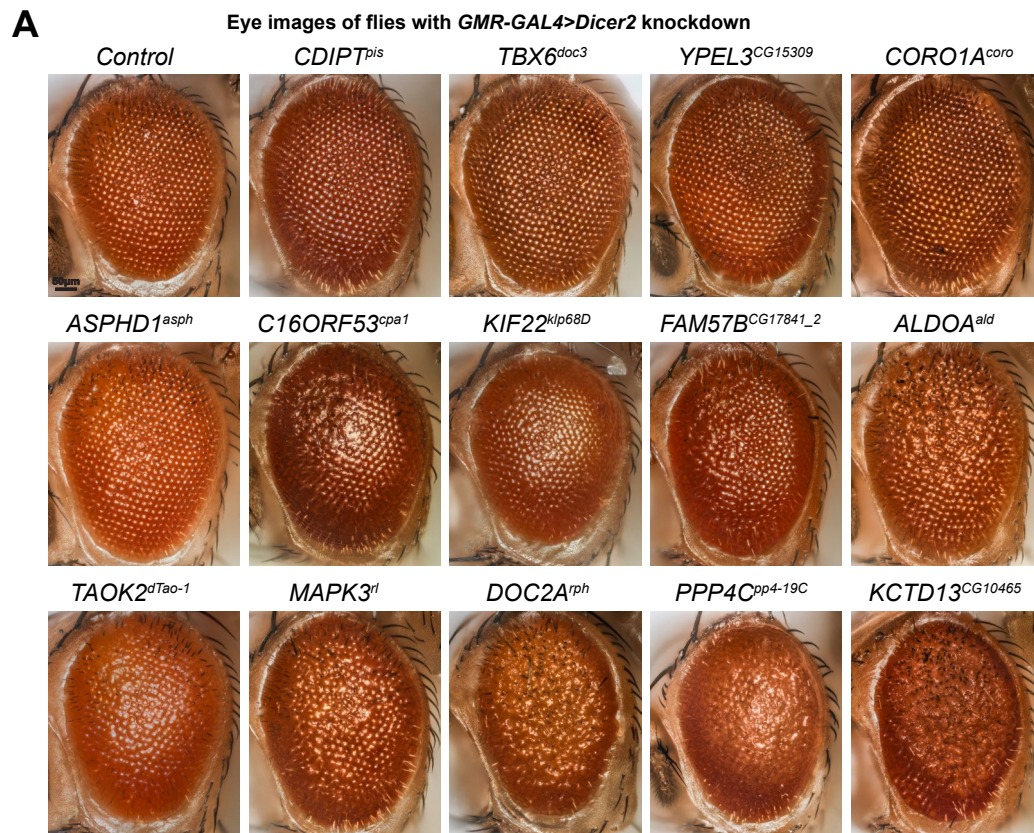 A
Eye images of flies with GMR-GAL4>Dicer2 knockdown
Control CDIPTpis TBX6doc3 YPEL3CG15309 CORO1Acoro
50µm
ASPHD1asph C16ORF53cpa1 KIF22klp68D FAM57BCG17841_2 ALDOAald
TAOK2dTao-1 MAPK3rl DOC2Arph PPP4Cpp4-19C KCTD13CG10465